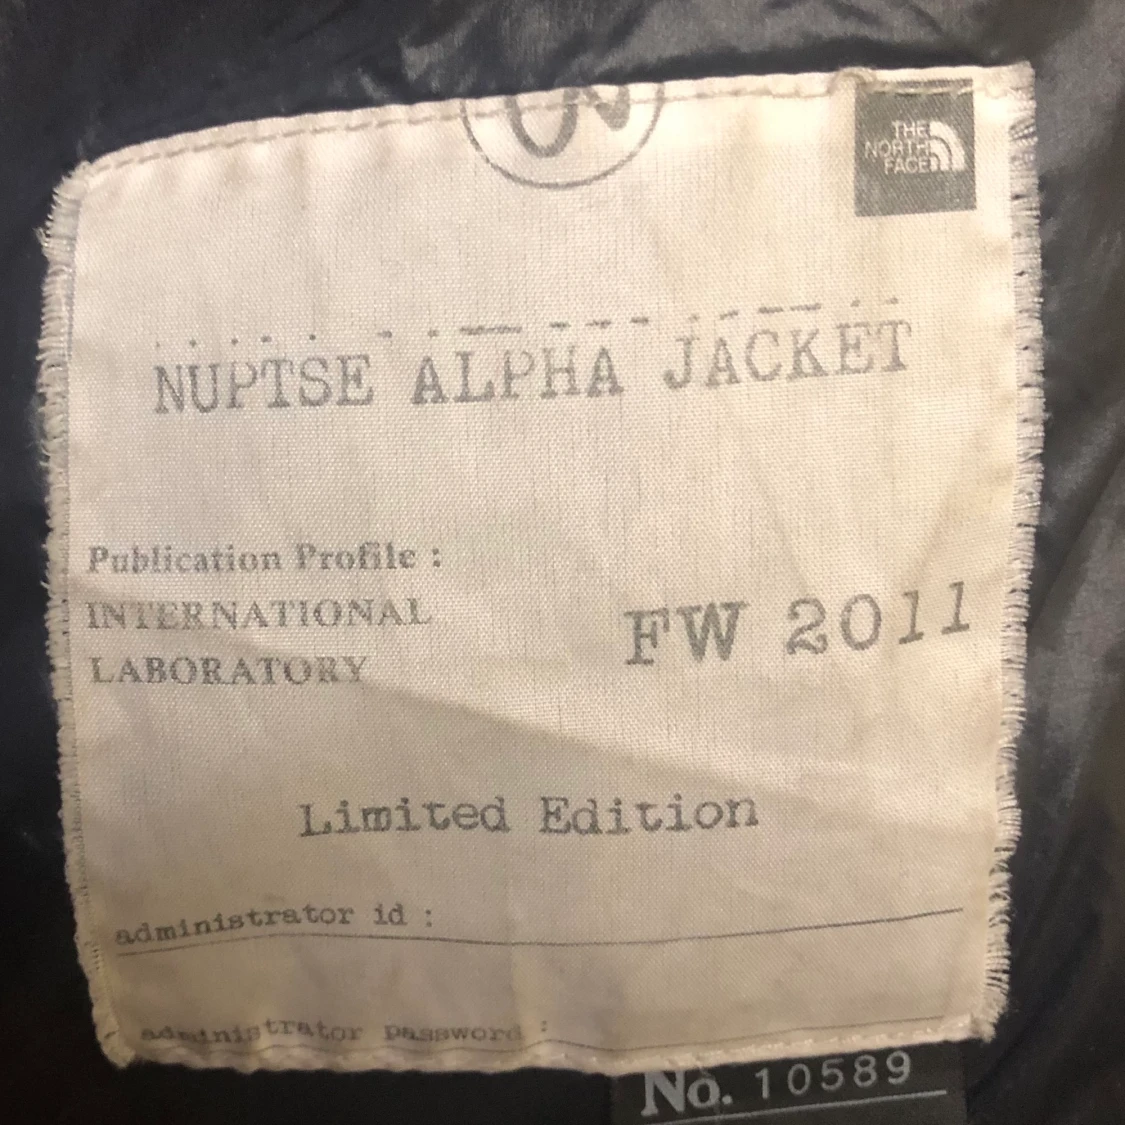 THE
NORTH
FACE
NUPTSE ALPHA JACKET
Publication Profile :
INTERNATIONAL
LABORATORY
FW 2011
Limited Edition
administrator id :
administrator password :
No. 10589